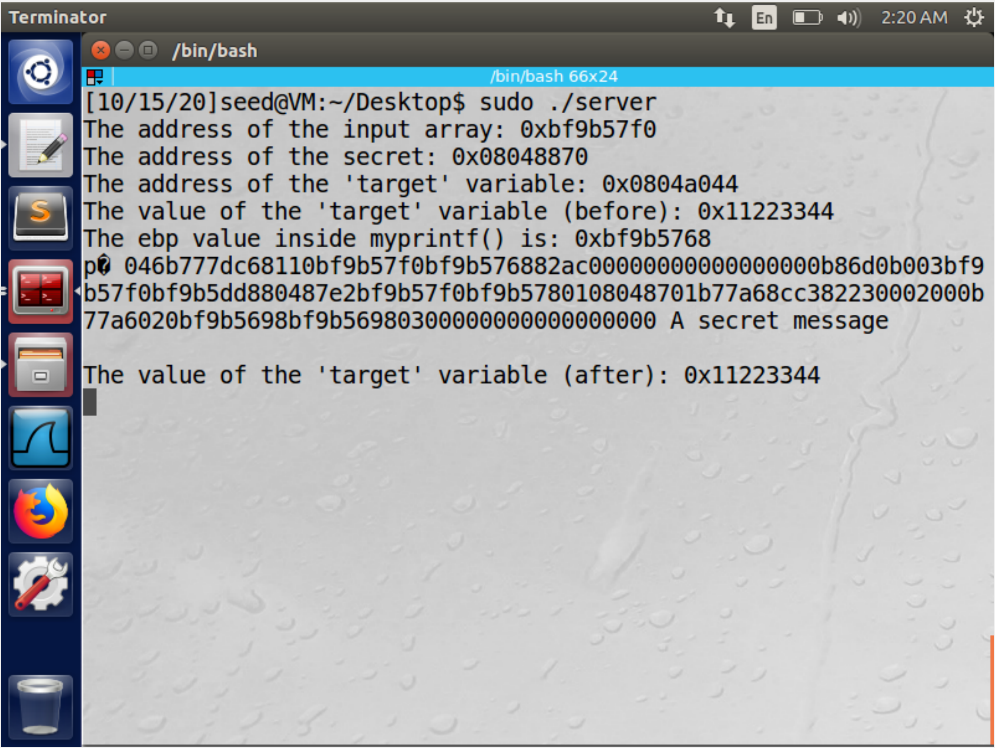 Terminator
En
2:20 AM
/bin/bash
/bin/bash 66x24
[10/15/20]seed@VM:~/Desktop$ sudo ./server
The address of the input array: 0xbf9b57f0
The address of the secret: 0x08048870
The address of the 'target' variable: 0x0804a044
The value of the 'target' variable (before): 0x11223344
The ebp value inside myprintf() is: 0xbf9b5768
p� 046b777dc68110bf9b57f0bf9b576882ac00000000000000000b86d0b003bf9
b57f0bf9b5dd880487e2bf9b57f0bf9b5780108048701b77a68cc382230002000b
77a6020bf9b5698bf9b56980300000000000000000 A secret message
The value of the 'target' variable (after): 0x11223344